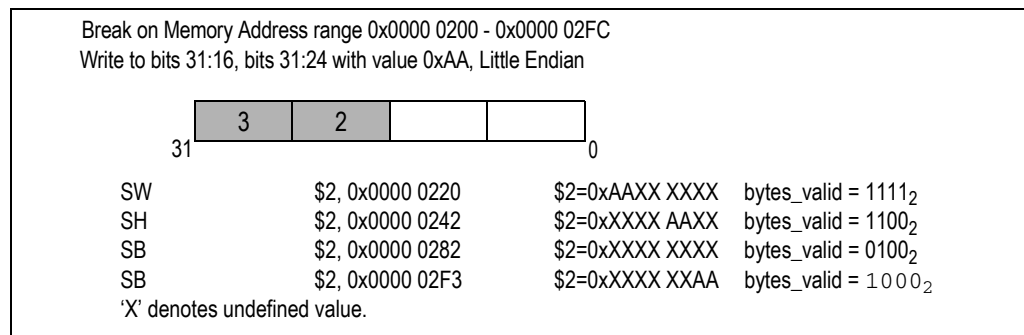 Break on Memory Address range 0x0000 0200 - 0x0000 02FC
Write to bits 31:16, bits 31:24 with value 0xAA, Little Endian
3 2
31 0
SW $2, 0x0000 0220 $2=0xAAXX XXXX bytes_valid = 1111₂
SH $2, 0x0000 0242 $2=0xXXXX AAXX bytes_valid = 1100₂
SB $2, 0x0000 0282 $2=0xXXXX XXXX bytes_valid = 0100₂
SB $2, 0x0000 02F3 $2=0xXXXX XXAA bytes_valid = 1000₂
‘X’ denotes undefined value.